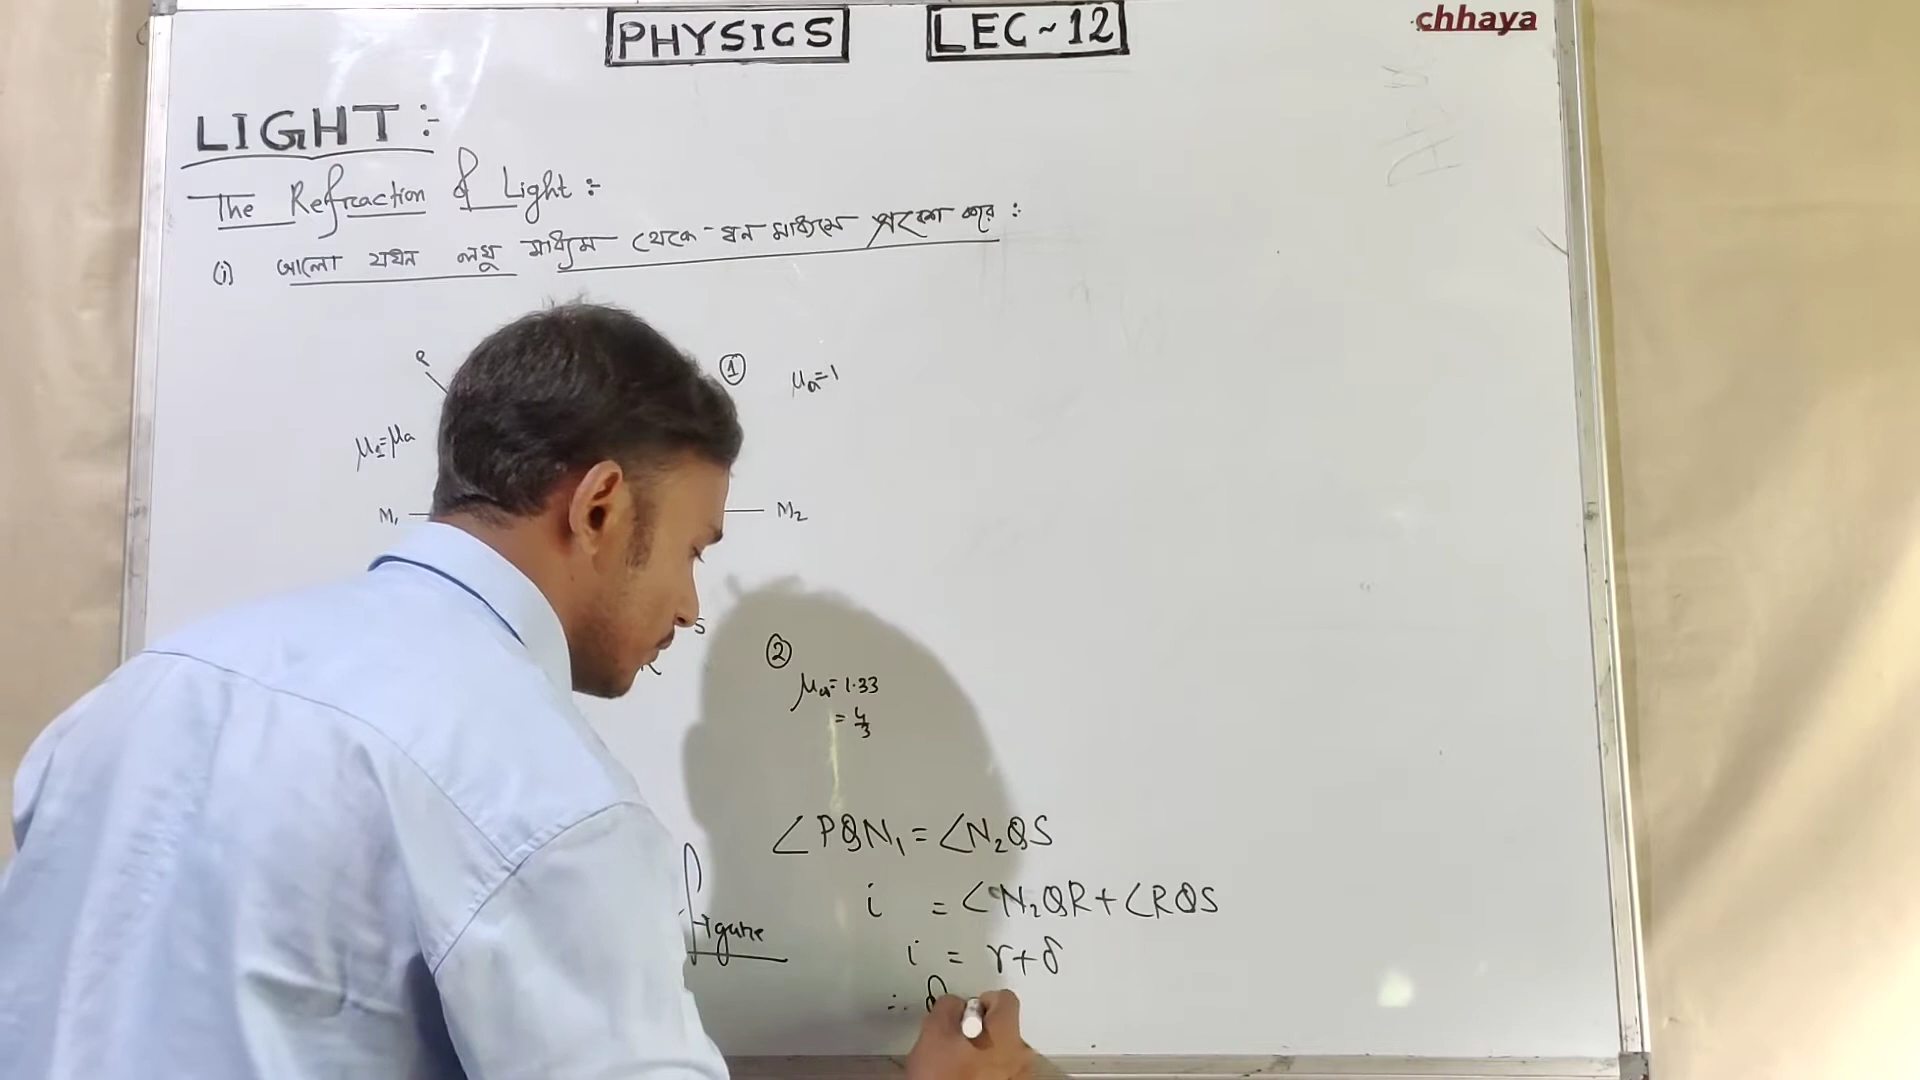 PHYSICS LEC~12
chhaya
LIGHT :-
The Refraction of Light :-
(i) আলো যখন লঘু মাধ্যম থেকে - ঘন মাধ্যমে প্রবেশ করে :
P
①
μa=1
μ1=μa
M1
M2
S
②
μω=1.33
= 4/3
∠PQN1 = ∠N2QS
i = ∠N2QR + ∠RQS
figure
i = r + δ
∴ δ